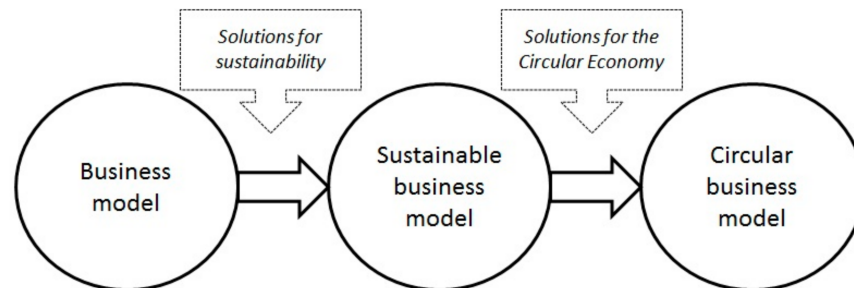 Solutions for
sustainability
Solutions for the
Circular Economy
Business
model
Sustainable
business
model
Circular
business
model